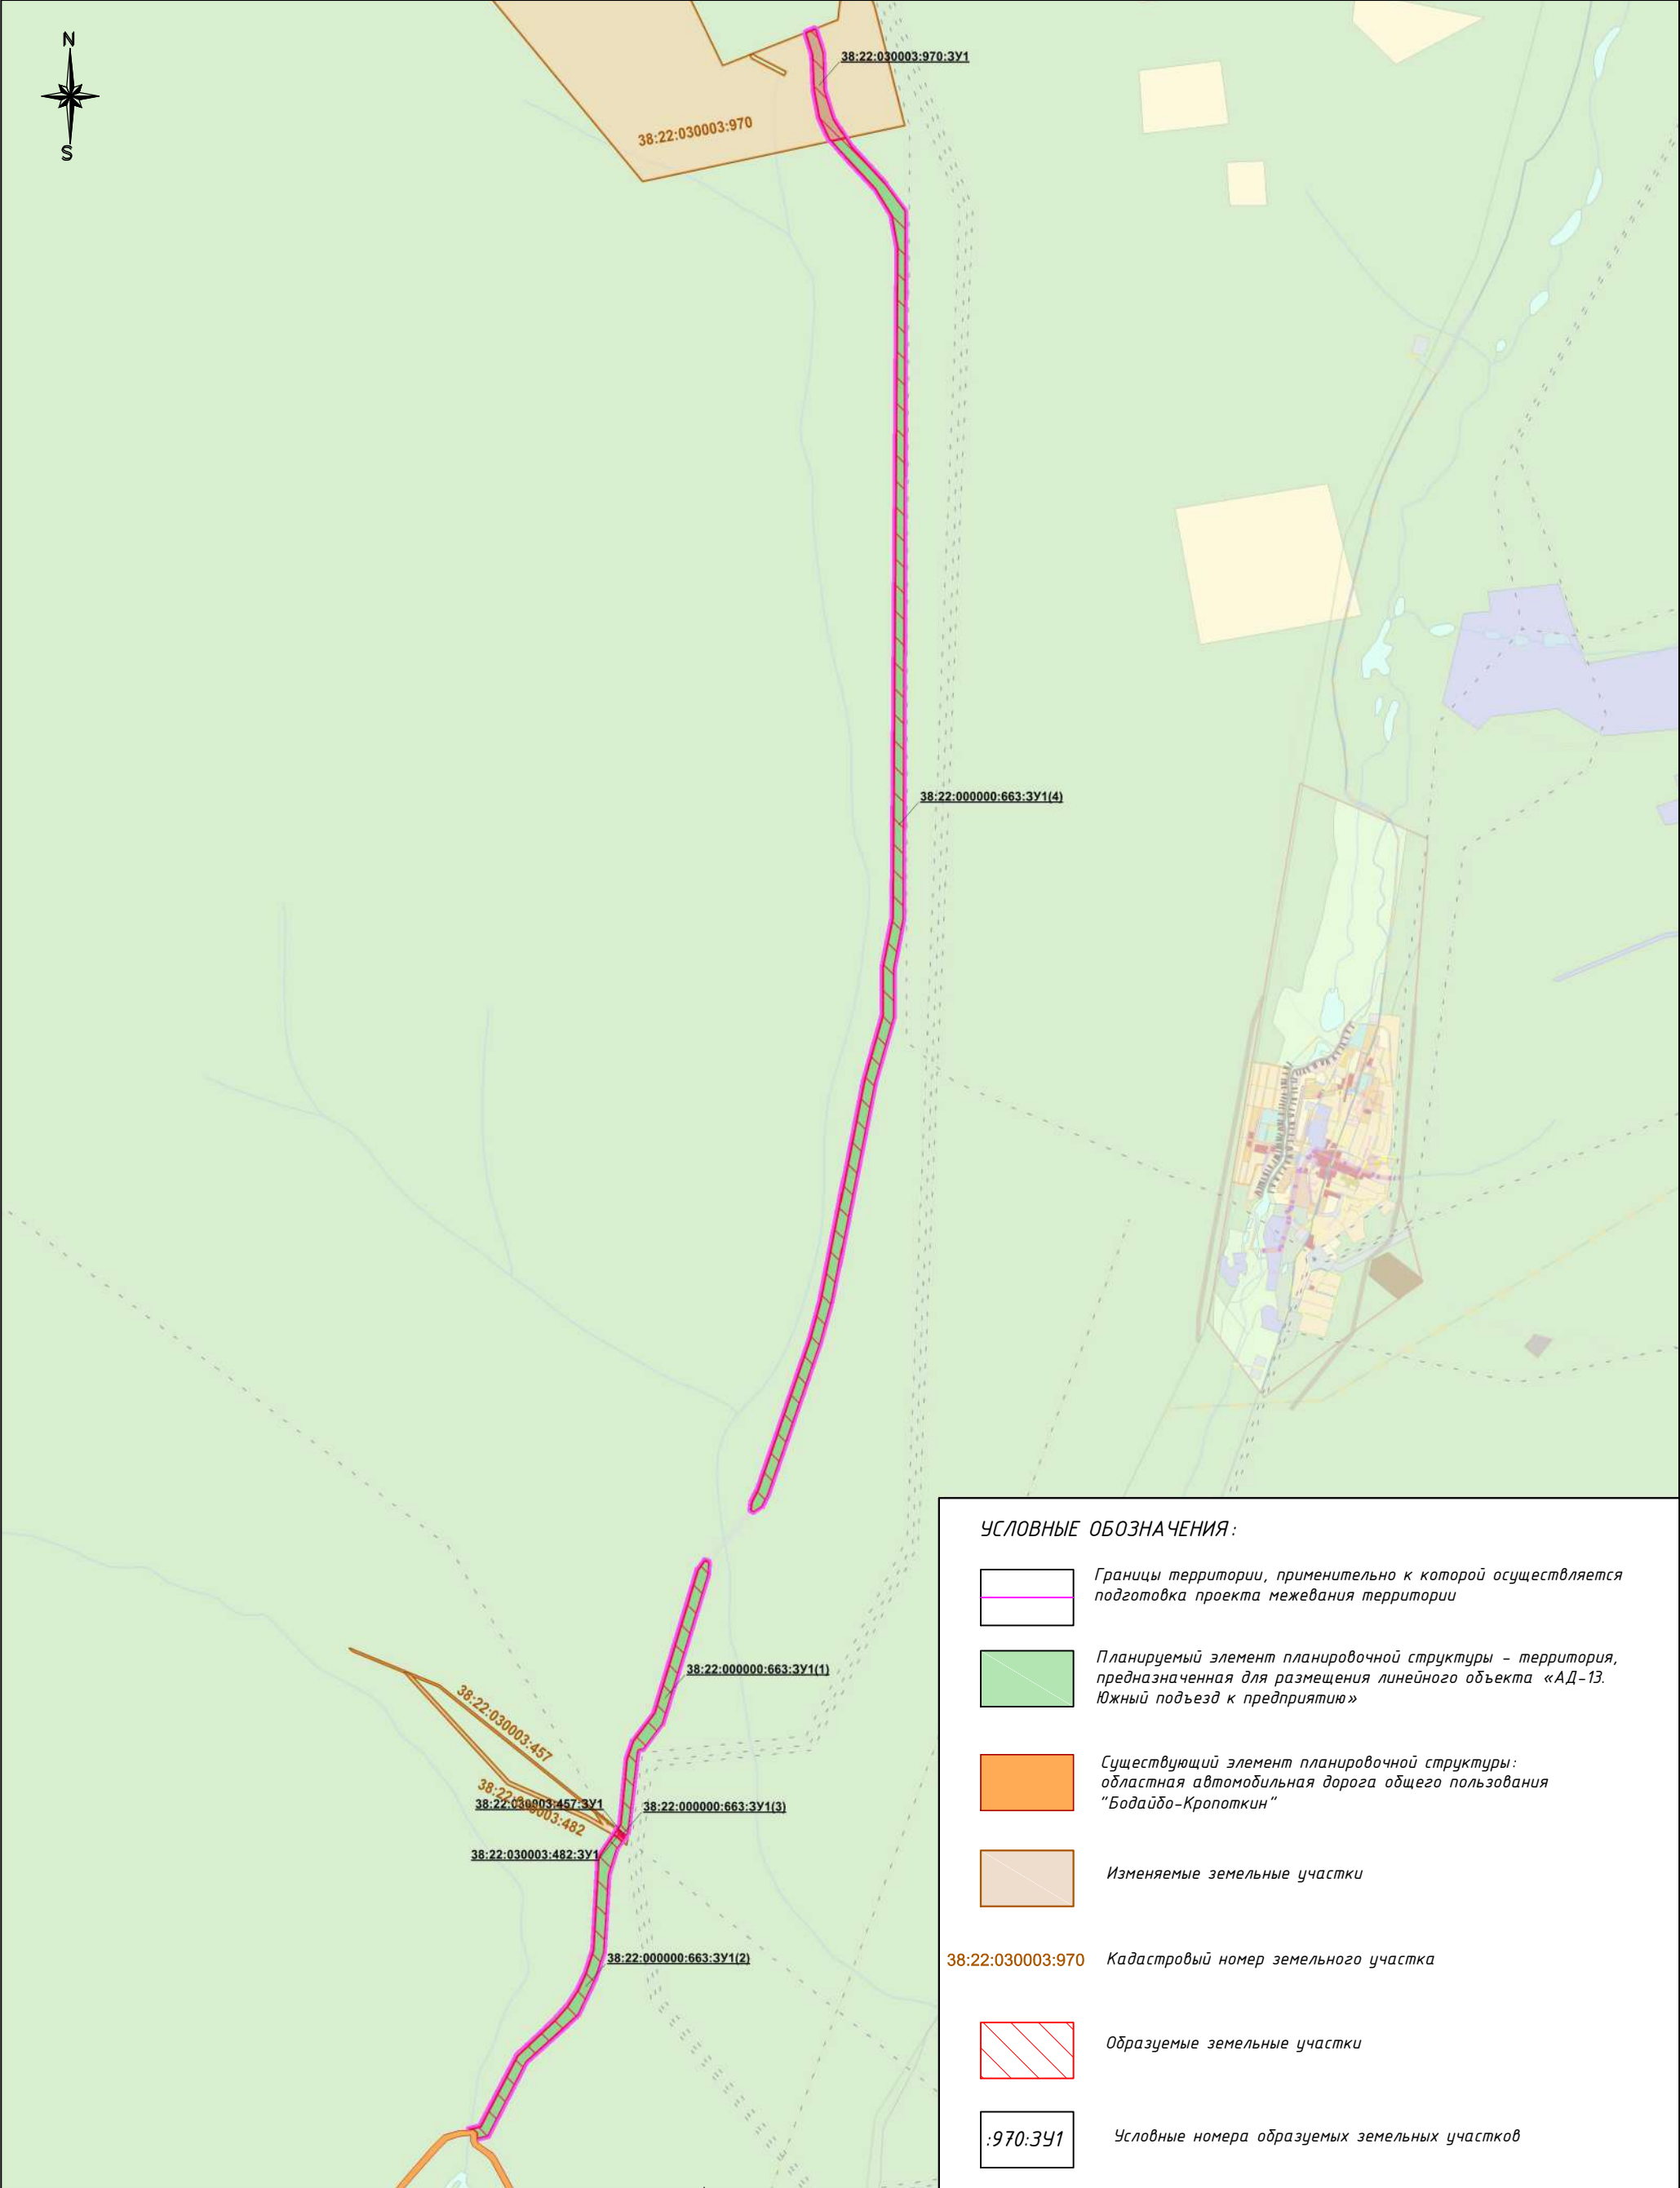 N
S
38:22:030003:970:ЗУ1
38:22:030003:970
38:22:000000:663:ЗУ1(4)
38:22:000000:663:ЗУ1(1)
38:22:030003:457
38:22:030003:457:ЗУ1
38:22:000000:663:ЗУ1(3)
38:22:030003:482
38:22:030003:482:ЗУ1
38:22:000000:663:ЗУ1(2)
УСЛОВНЫЕ ОБОЗНАЧЕНИЯ:
Границы территории, применительно к которой осуществляется
подготовка проекта межевания территории
Планируемый элемент планировочной структуры - территория,
предназначенная для размещения линейного объекта «АД-13.
Южный подъезд к предприятию»
Существующий элемент планировочной структуры:
областная автомобильная дорога общего пользования
"Бодайбо-Кропоткин"
Изменяемые земельные участки
38:22:030003:970 Кадастровый номер земельного участка
Образуемые земельные участки
:970:ЗУ1 Условные номера образуемых земельных участков